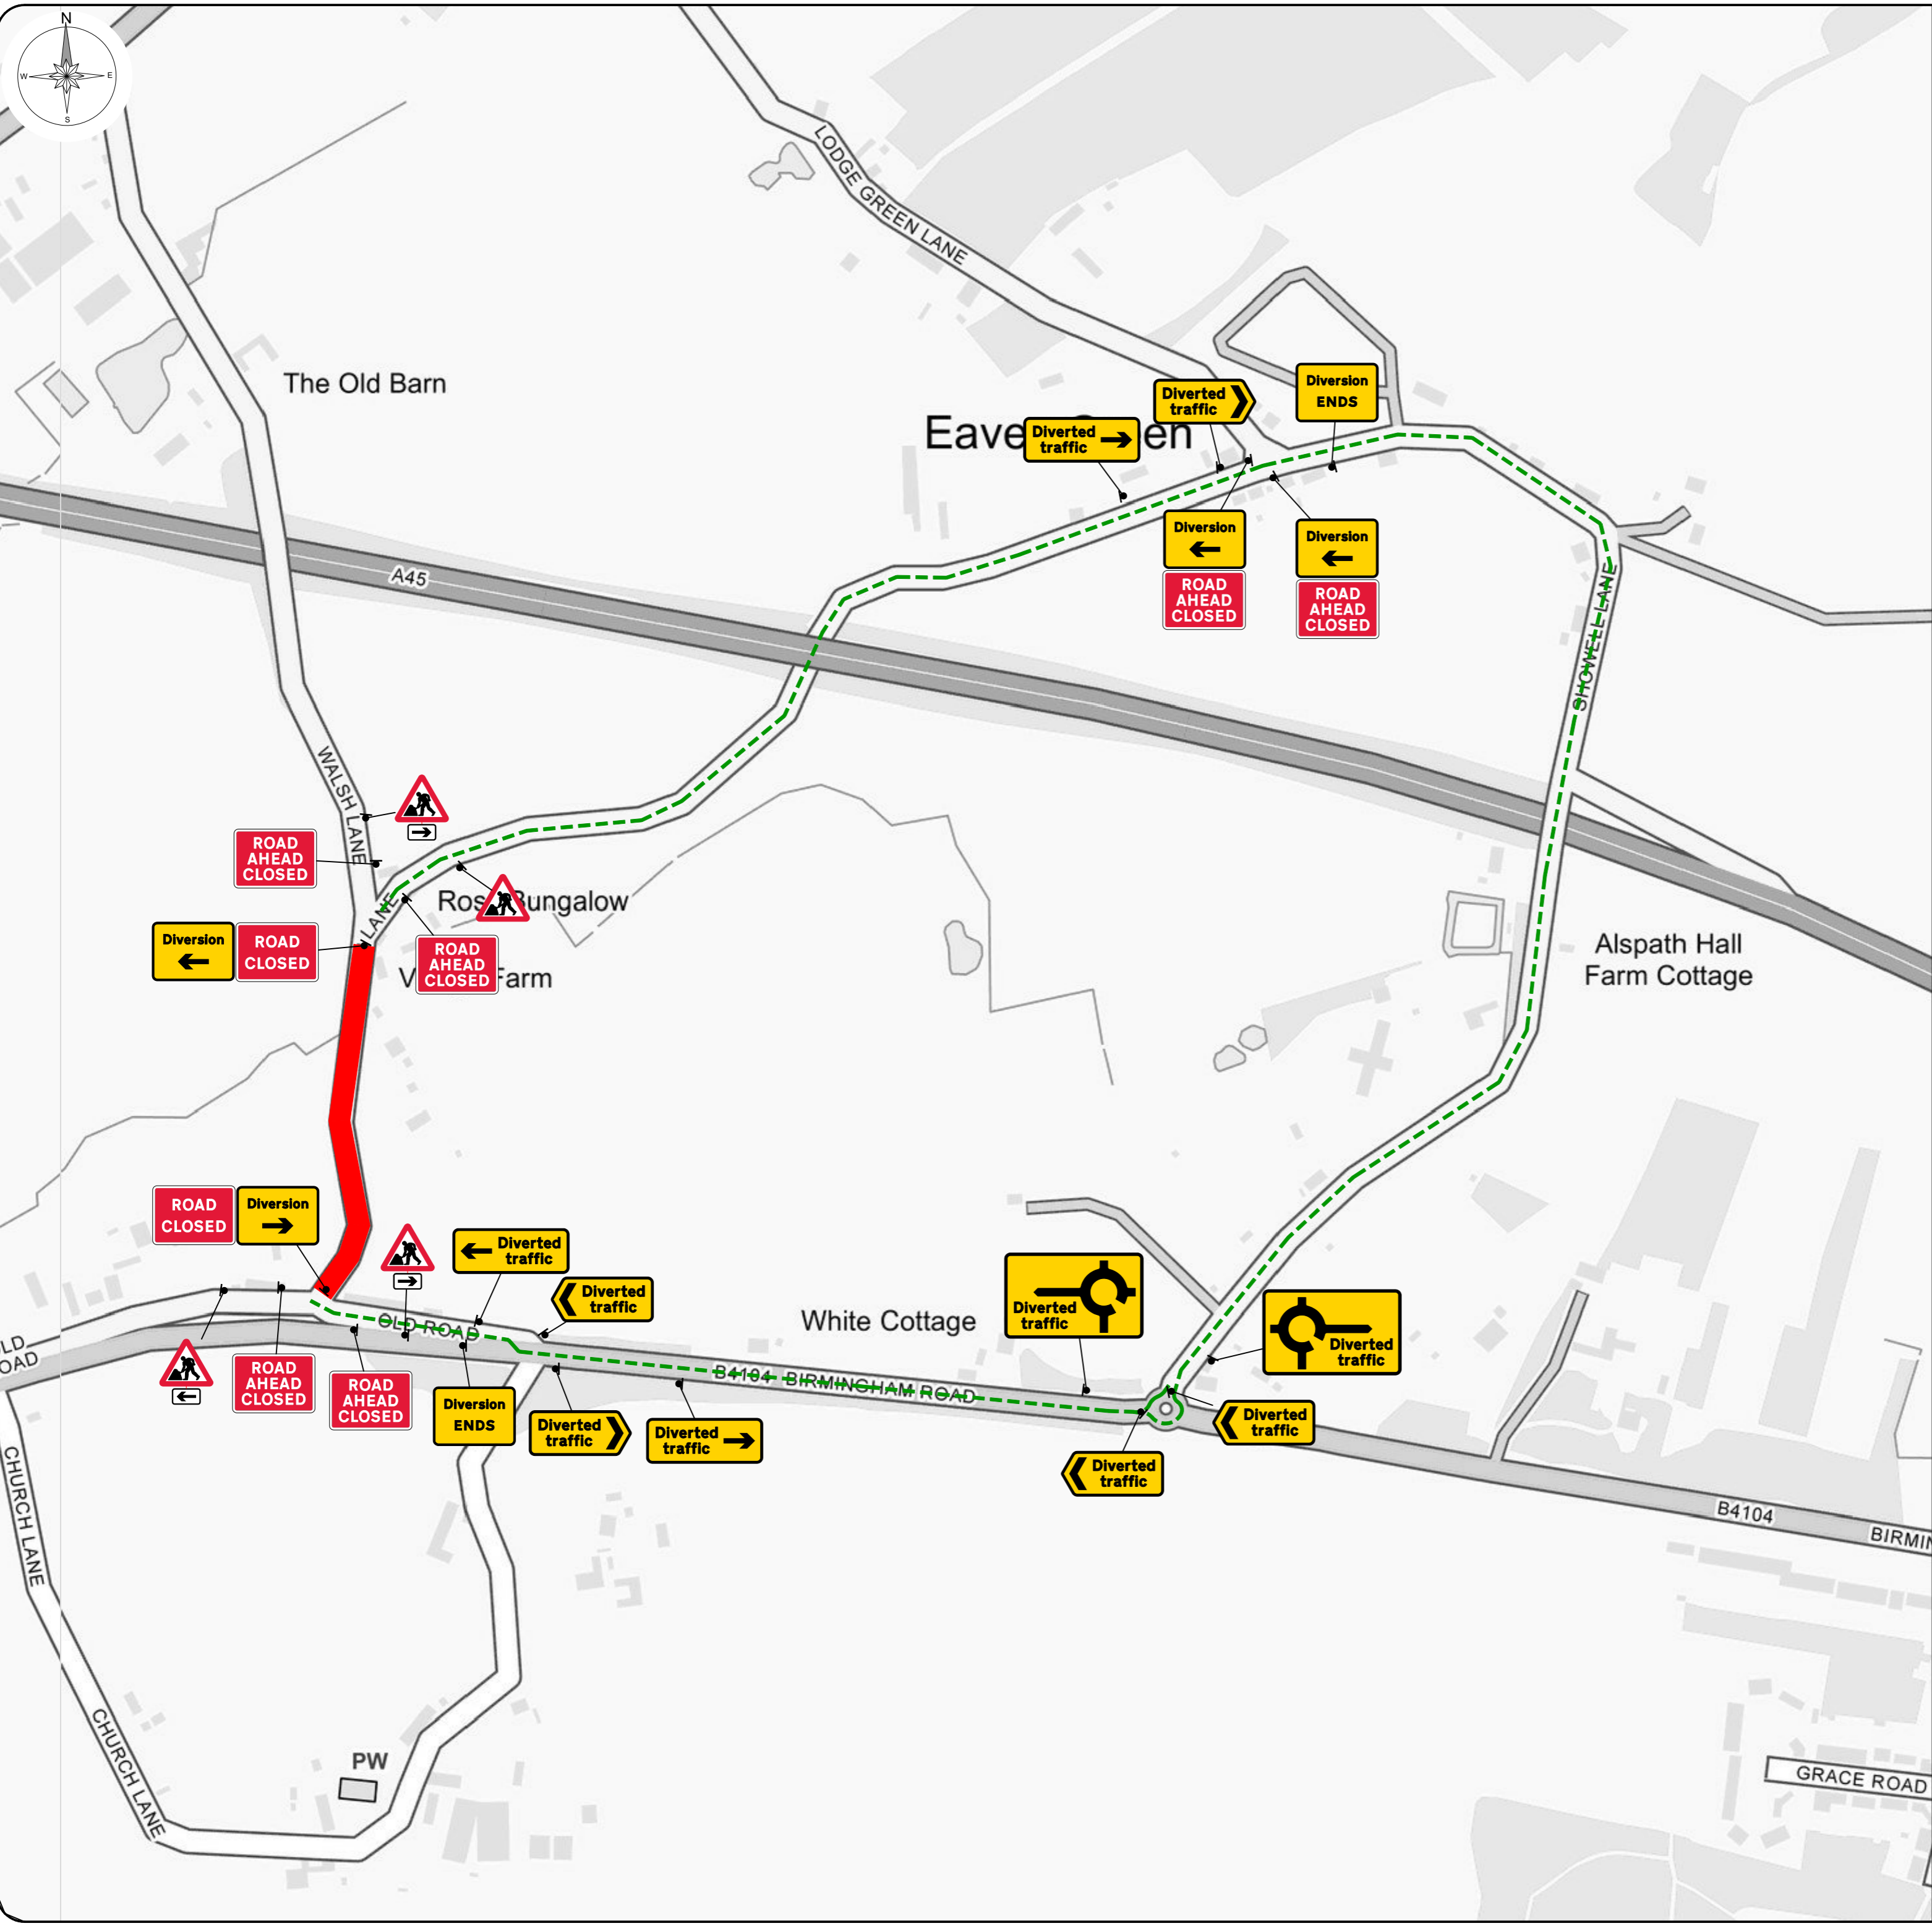 N
W
E
S
LODGE GREEN LANE
The Old Barn
Diverted
traffic
Diversion
ENDS
Diverted
traffic
Diversion
ROAD
AHEAD
CLOSED
Diversion
ROAD
AHEAD
CLOSED
A45
SHOWELL LANE
WALSH LANE
ROAD
AHEAD
CLOSED
LANE
ROAD
AHEAD
CLOSED
Diversion
ROAD
CLOSED
Farm
Alspath Hall
Farm Cottage
ROAD
CLOSED
Diversion
Diverted
traffic
Diverted
traffic
OLD ROAD
White Cottage
Diverted
traffic
Diverted
traffic
ROAD
AHEAD
CLOSED
ROAD
AHEAD
CLOSED
Diversion
ENDS
B4104 BIRMINGHAM ROAD
Diverted
traffic
Diverted
traffic
Diverted
traffic
Diverted
traffic
CHURCH LANE
B4104
CHURCH LANE
PW
GRACE ROAD